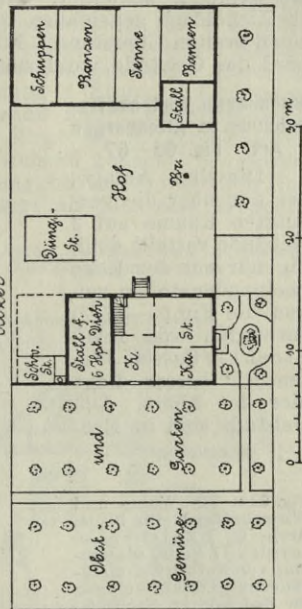 Schuppen
Bansen
Tenne
Bansen
Stall
Hof
Br.
Düng.-
St.
Schw.
St.
Stall f.
6 Hpt. Vieh
K.
St.
Ka.
Obst- und
Gemüse-Garten
0 10 20 30 m